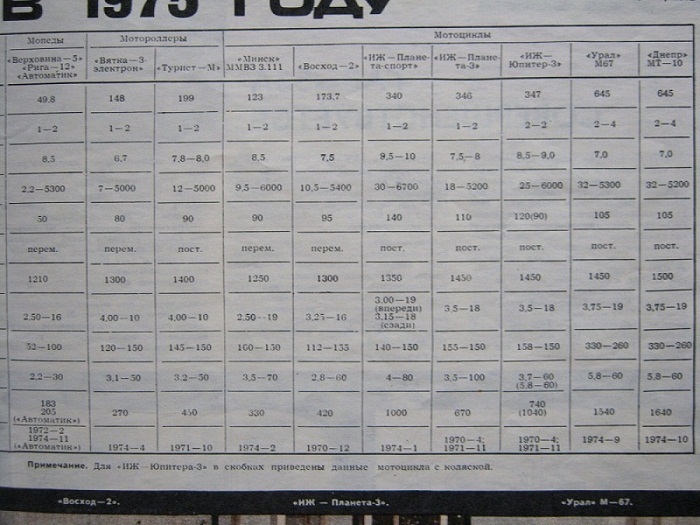 В 1975 ГОДУ
Мопеды Мотороллеры Мотоциклы
«Верховина—5» «Рига—12» «Автоматик» «Вятка—3-электрон» «Турист—М» «Минск» ММВЗ 3.111 «Восход—2» «ИЖ—Планета-спорт» «ИЖ—Планета-3» «ИЖ—Юпитер-3» «Урал» М67 «Днепр» МТ—10
49,8 148 199 123 173,7 340 346 347 645 645
1—2 1—2 1—2 1—2 1—2 1—2 1—2 2—2 2—4 2—4
8,5 6,7 7,8—8,0 8,5 7,5 9,5—10 7,5—8 8,5—9,0 7,0 7,0
2,2—5300 7—5000 12—5000 9,5—6000 10,5—5400 30—6700 18—5200 25—6000 32—5300 32—5200
50 80 90 90 95 140 110 120(90) 105 105
перем. перем. пост. перем. перем. пост. пост. пост. пост. пост.
1210 1300 1400 1250 1300 1350 1450 1450 1450 1500
2.50—16 4.00—10 4.00—10 2.50—19 3.25—16 3.00—19 (впереди) 3.15—18 (сзади) 3,5—18 3,5—18 3,75—19 3,75—19
52—100 120—150 145—150 100—130 112—135 140—150 155—150 158—150 330—260 330—260
2,2—30 3,1—50 3,2—50 3,5—70 2,8—60 4—80 3,5—100 3,7—60 (5,8—60) 5,8—60 5,8—60
183 205 («Автоматик») 270 450 330 420 1000 670 740 (1040) 1540 1640
1972—2 1974—11 («Автоматик») 1974—4 1971—10 1974—2 1970—12 1974—1 1970—4; 1971—11 1970—4; 1971—11 1974—9 1974—10
Примечание. Для «ИЖ—Юпитера-3» в скобках приведены данные мотоцикла с коляской.
«Восход—2». «ИЖ — Планета-3». «Урал» М—67.